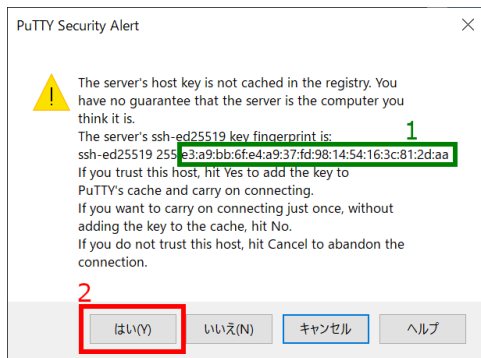 PuTTY Security Alert
The server's host key is not cached in the registry. You
have no guarantee that the server is the computer you
think it is.
The server's ssh-ed25519 key fingerprint is:
1
ssh-ed25519 255 e3:a9:bb:6f:e4:a9:37:fd:98:14:54:16:3c:81:2d:aa
If you trust this host, hit Yes to add the key to
PuTTY's cache and carry on connecting.
If you want to carry on connecting just once, without
adding the key to the cache, hit No.
If you do not trust this host, hit Cancel to abandon the
connection.
2
はい(Y) いいえ(N) キャンセル ヘルプ